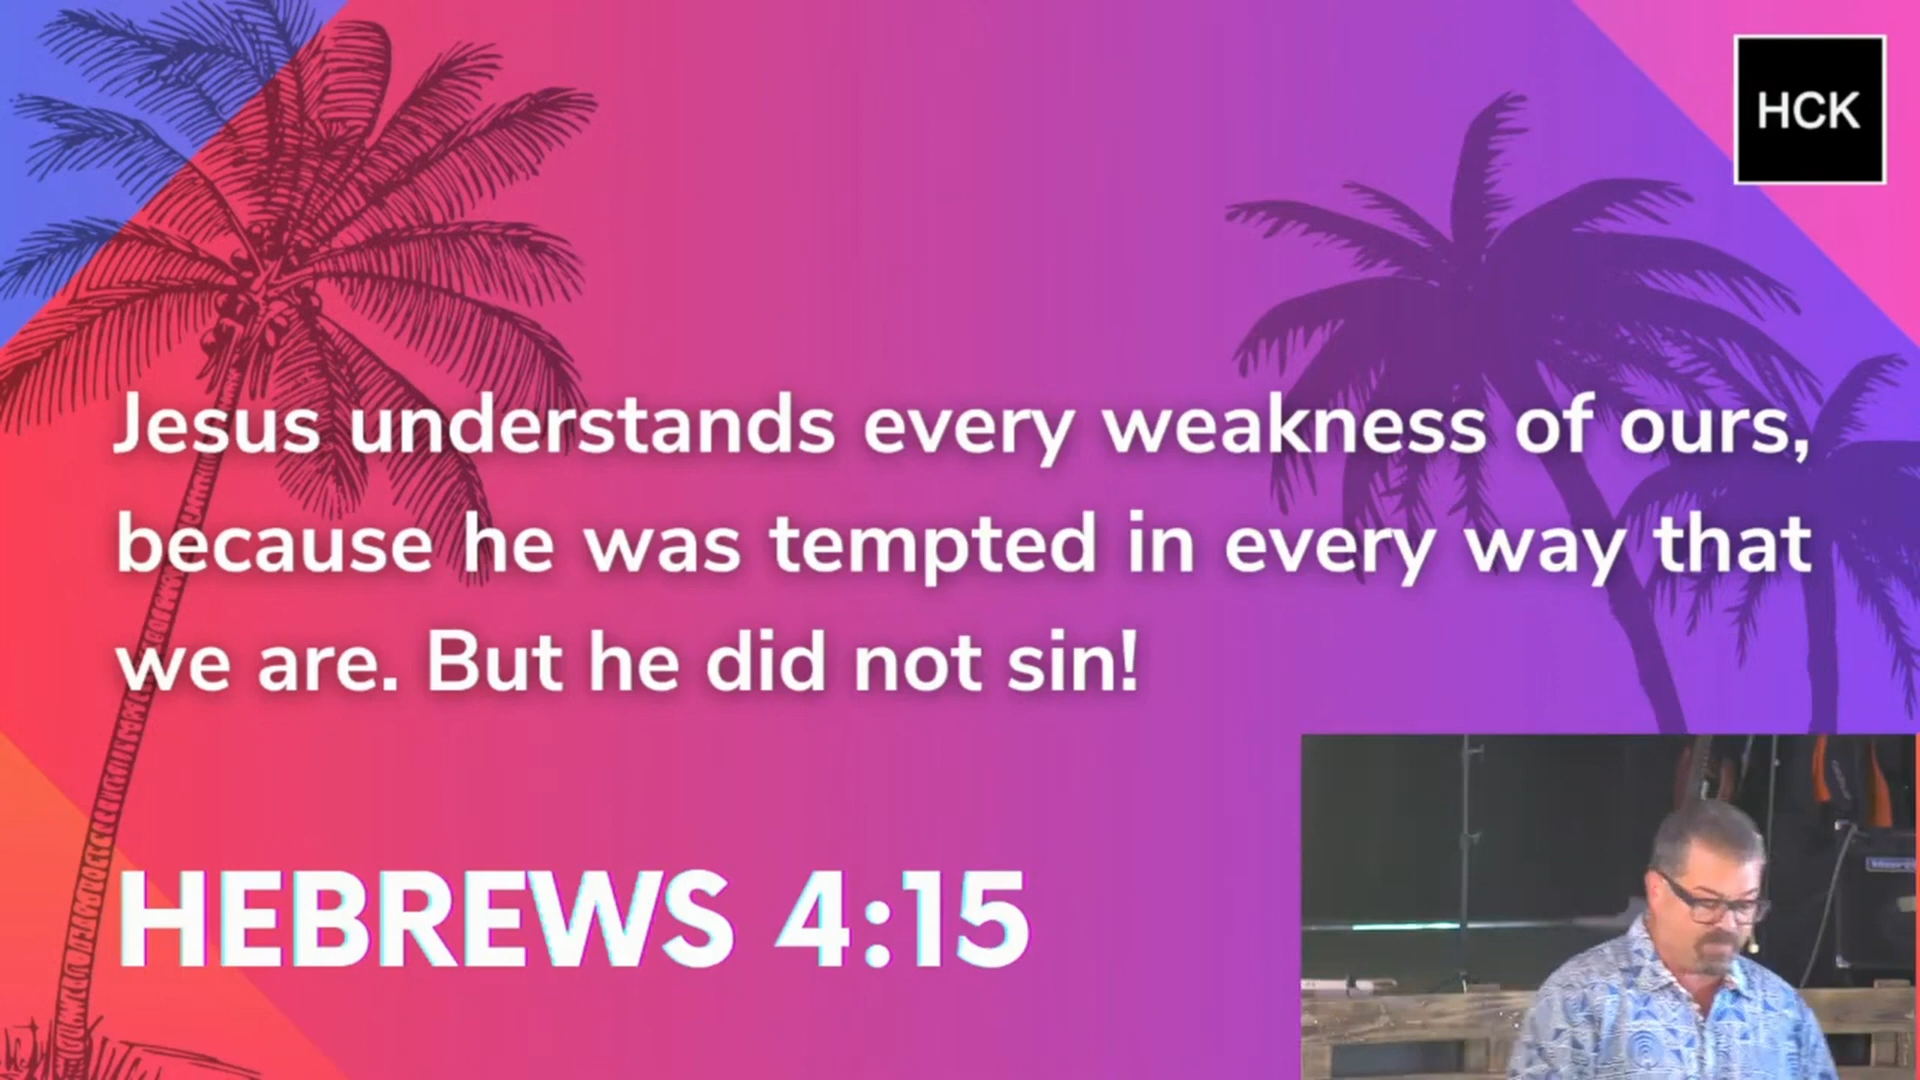 HCK
Jesus understands every weakness of ours,
because he was tempted in every way that
we are. But he did not sin!
HEBREWS 4:15